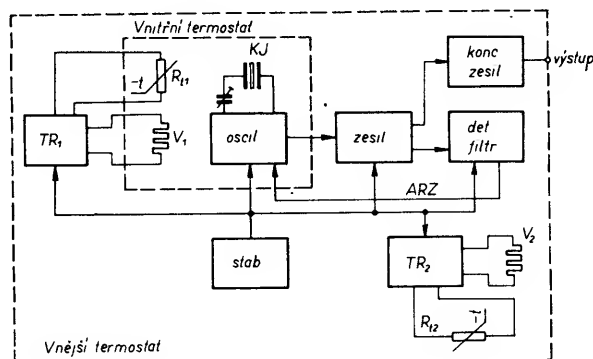 Vnitřní termostat
KJ
konc
zesil
výstup
-t
Rt1
TR1
V1
oscil
zesil
det
filtr
ARZ
stab
TR2
V2
Rt2
-t
Vnější termostat